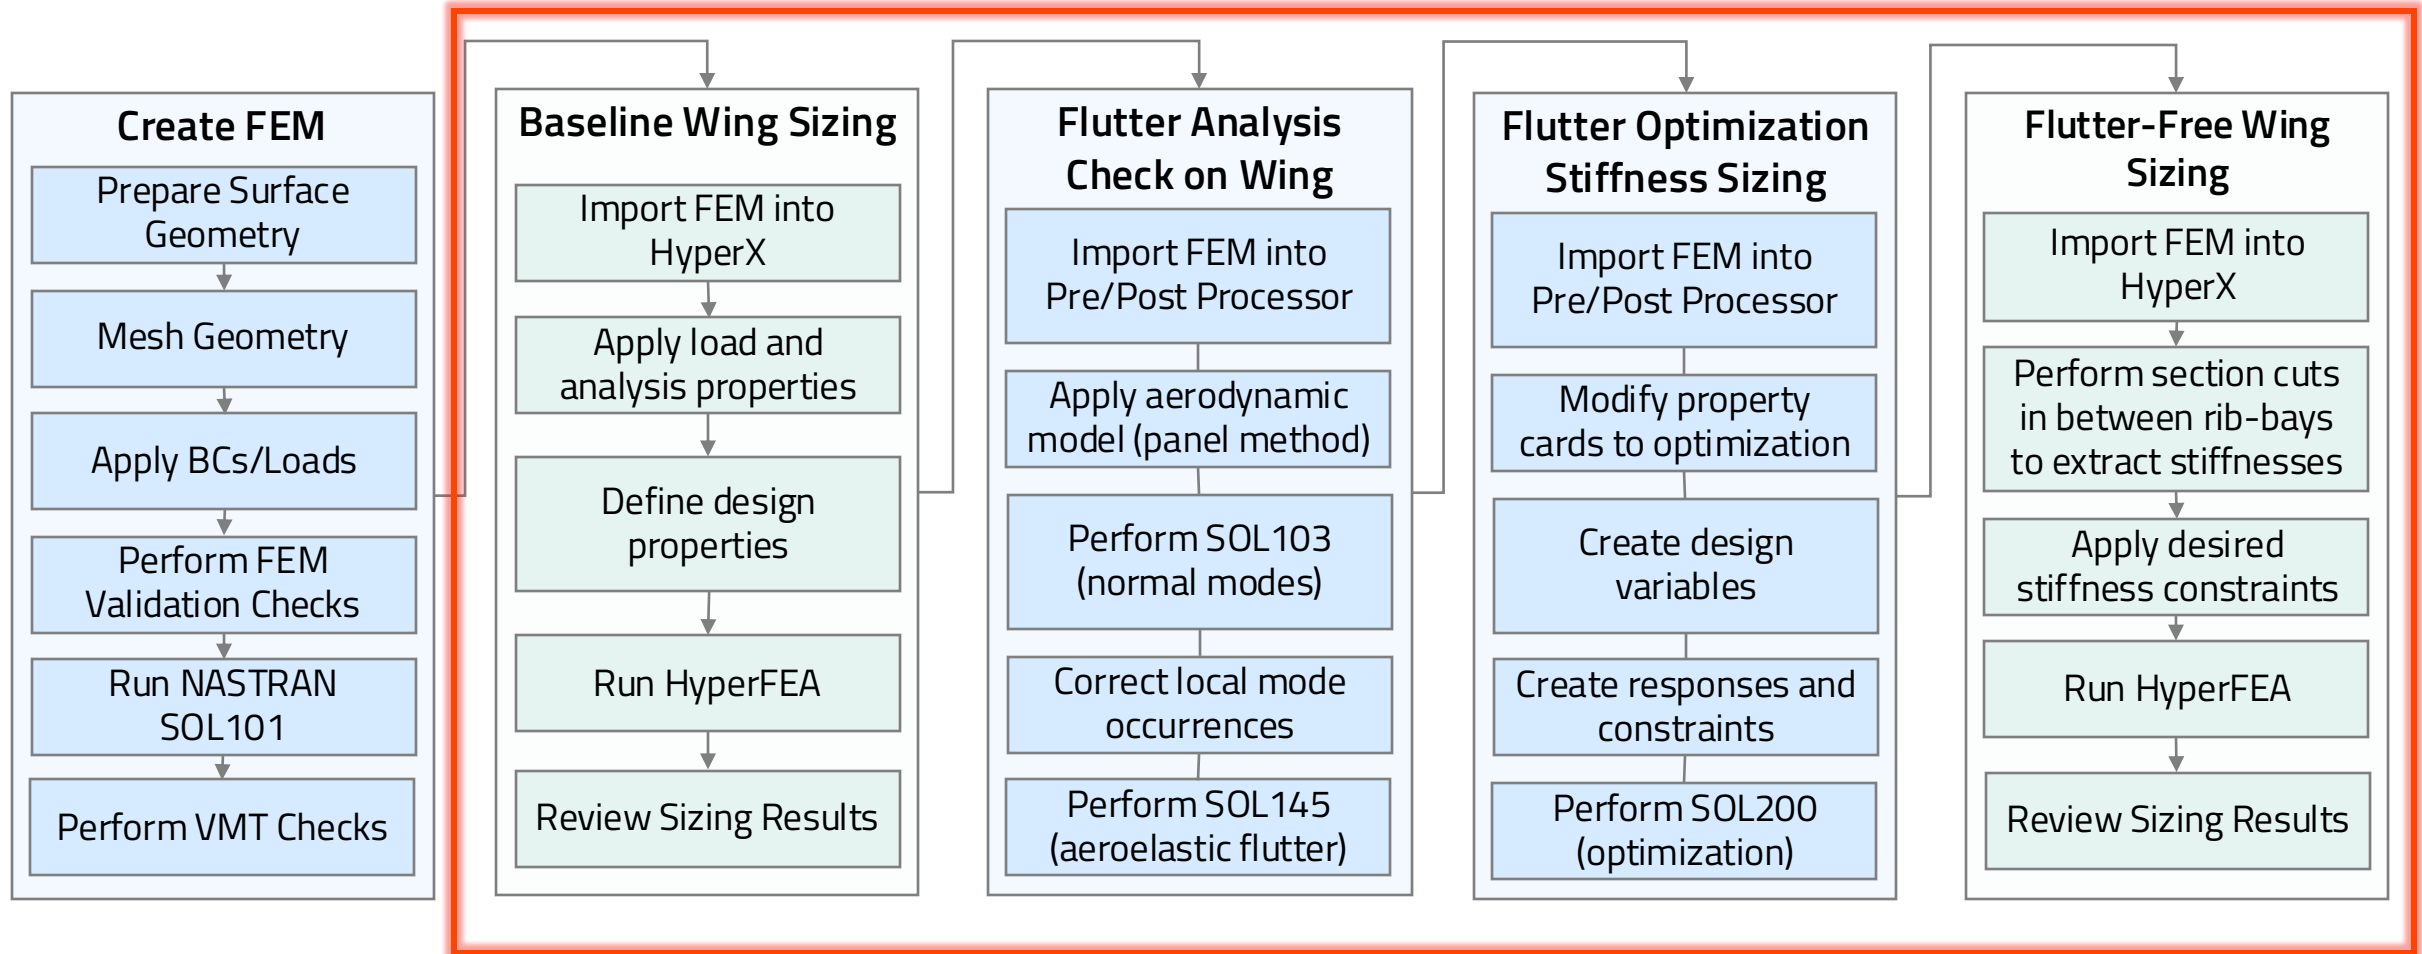 Create FEM
Prepare Surface
Geometry
Mesh Geometry
Apply BCs/Loads
Perform FEM
Validation Checks
Run NASTRAN
SOL101
Perform VMT Checks
Baseline Wing Sizing
Import FEM into
HyperX
Apply load and
analysis properties
Define design
properties
Run HyperFEA
Review Sizing Results
Flutter Analysis
Check on Wing
Import FEM into
Pre/Post Processor
Apply aerodynamic
model (panel method)
Perform SOL103
(normal modes)
Correct local mode
occurrences
Perform SOL145
(aeroelastic flutter)
Flutter Optimization
Stiffness Sizing
Import FEM into
Pre/Post Processor
Modify property
cards to optimization
Create design
variables
Create responses and
constraints
Perform SOL200
(optimization)
Flutter-Free Wing
Sizing
Import FEM into
HyperX
Perform section cuts
in between rib-bays
to extract stiffnesses
Apply desired
stiffness constraints
Run HyperFEA
Review Sizing Results